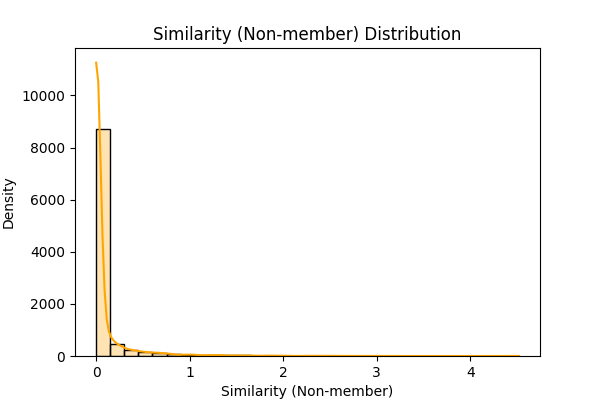 Similarity (Non-member) Distribution
Density
10000
8000
6000
4000
2000
0
0 1 2 3 4
Similarity (Non-member)